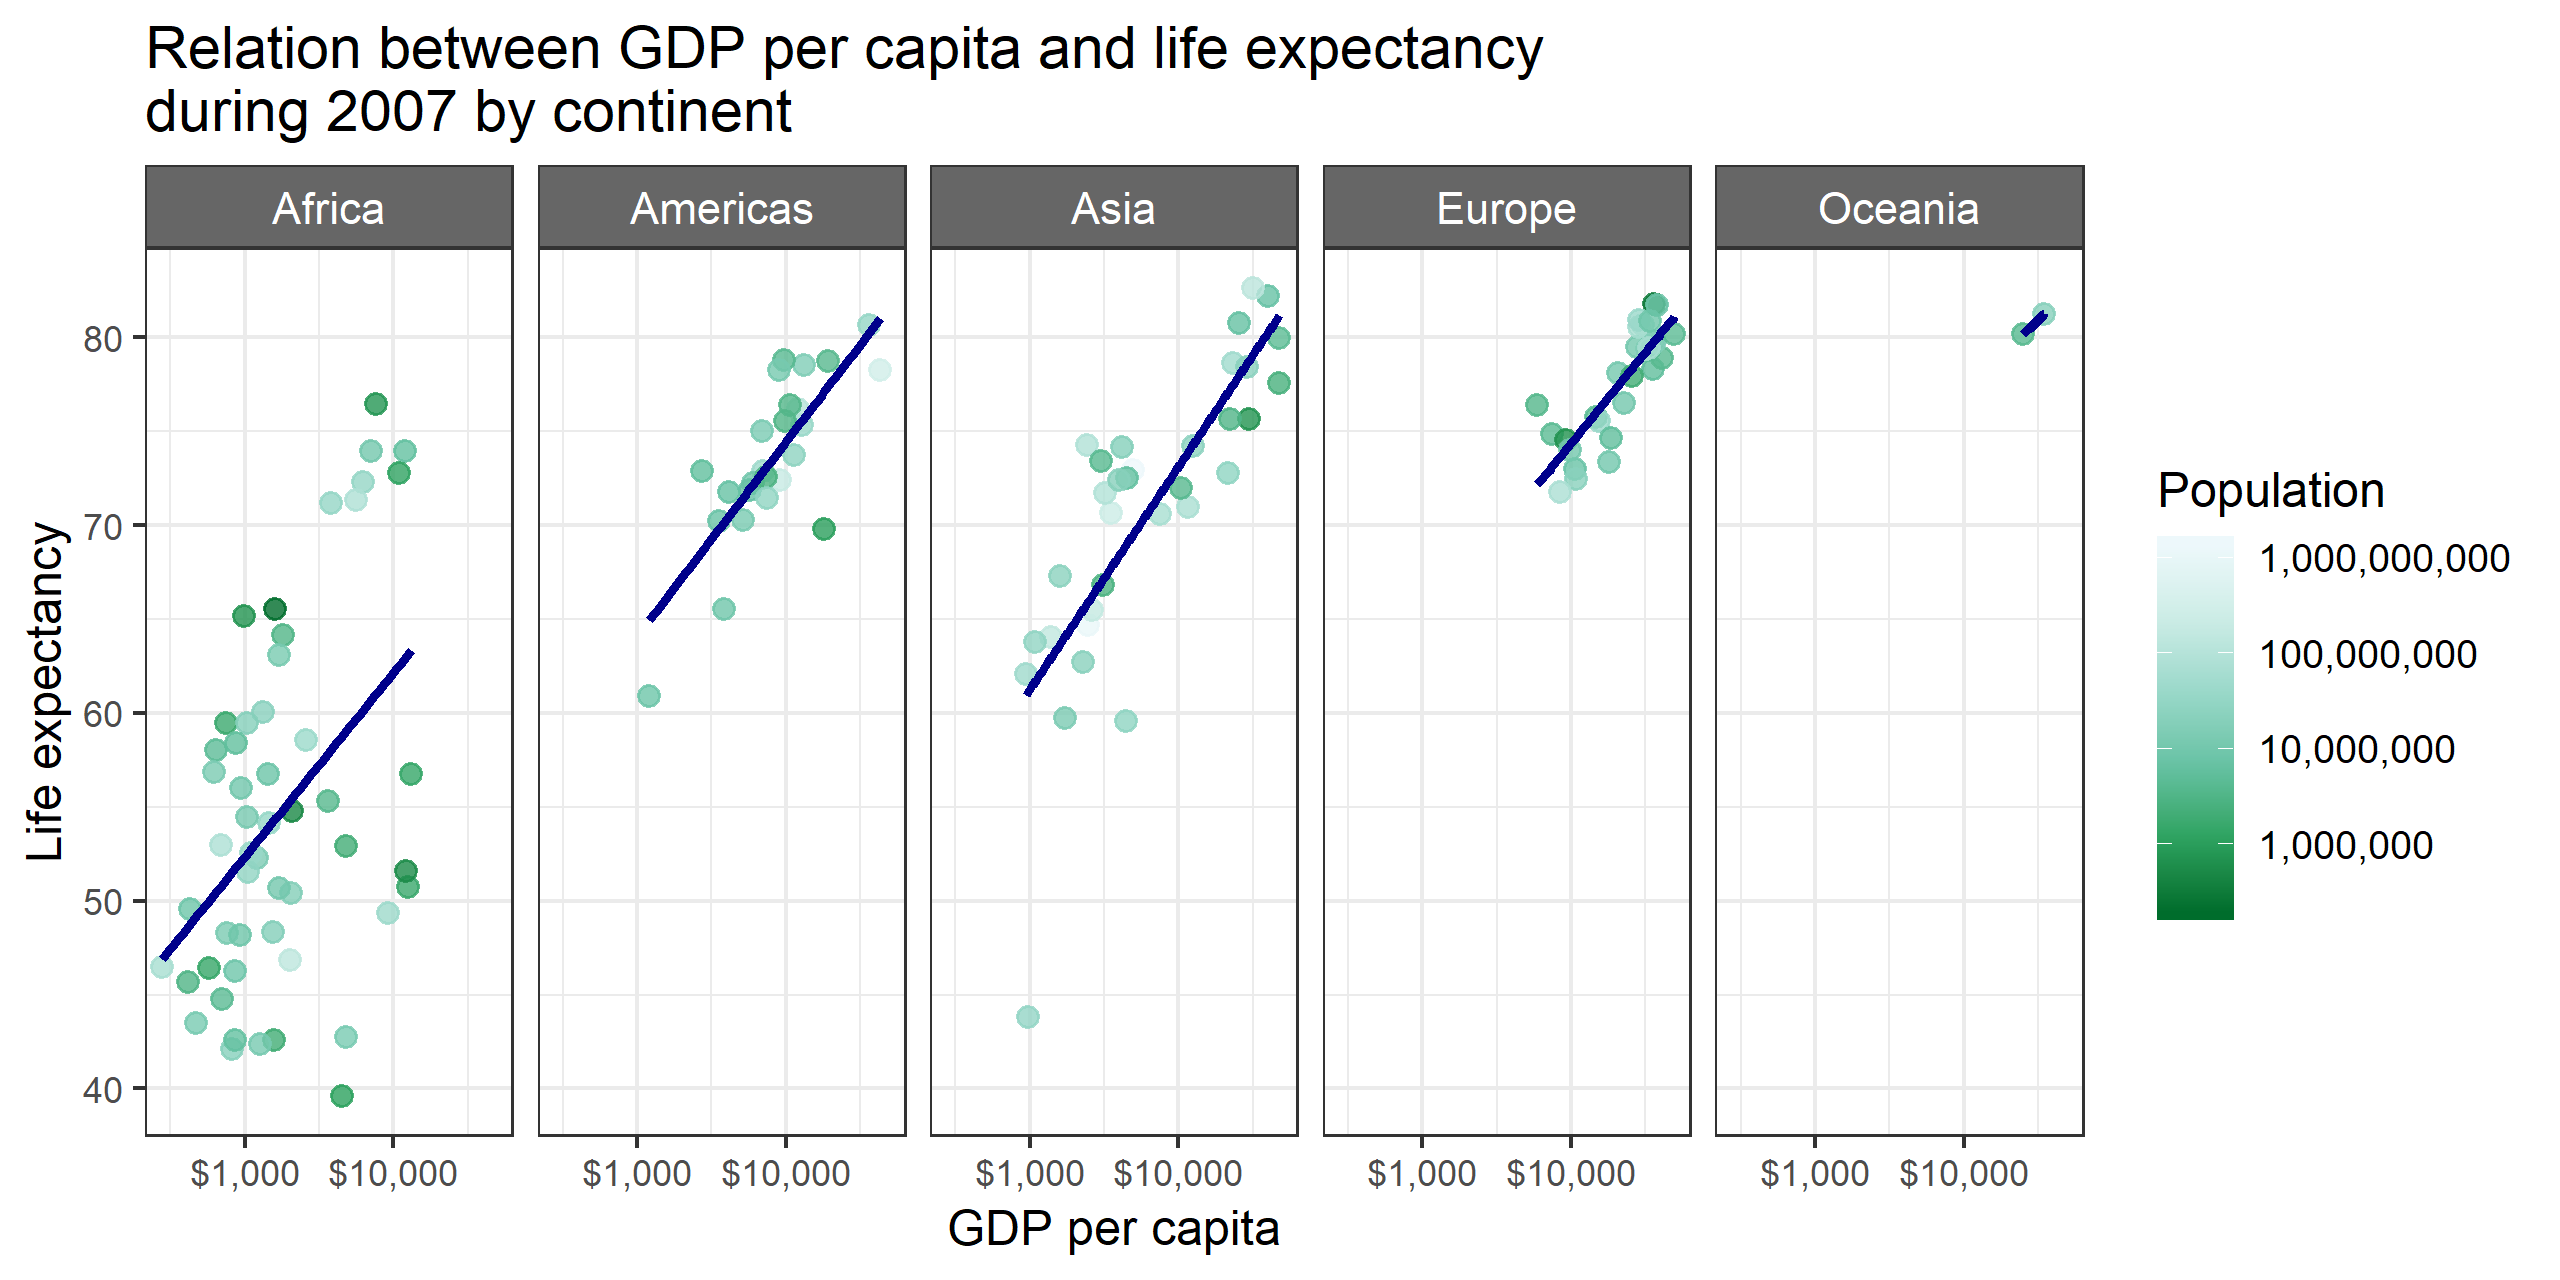 Relation between GDP per capita and life expectancy
during 2007 by continent
Africa
Americas
Asia
Europe
Oceania
Life expectancy
80
70
60
50
40
$1,000 $10,000
$1,000 $10,000
$1,000 $10,000
$1,000 $10,000
$1,000 $10,000
GDP per capita
Population
1,000,000,000
100,000,000
10,000,000
1,000,000